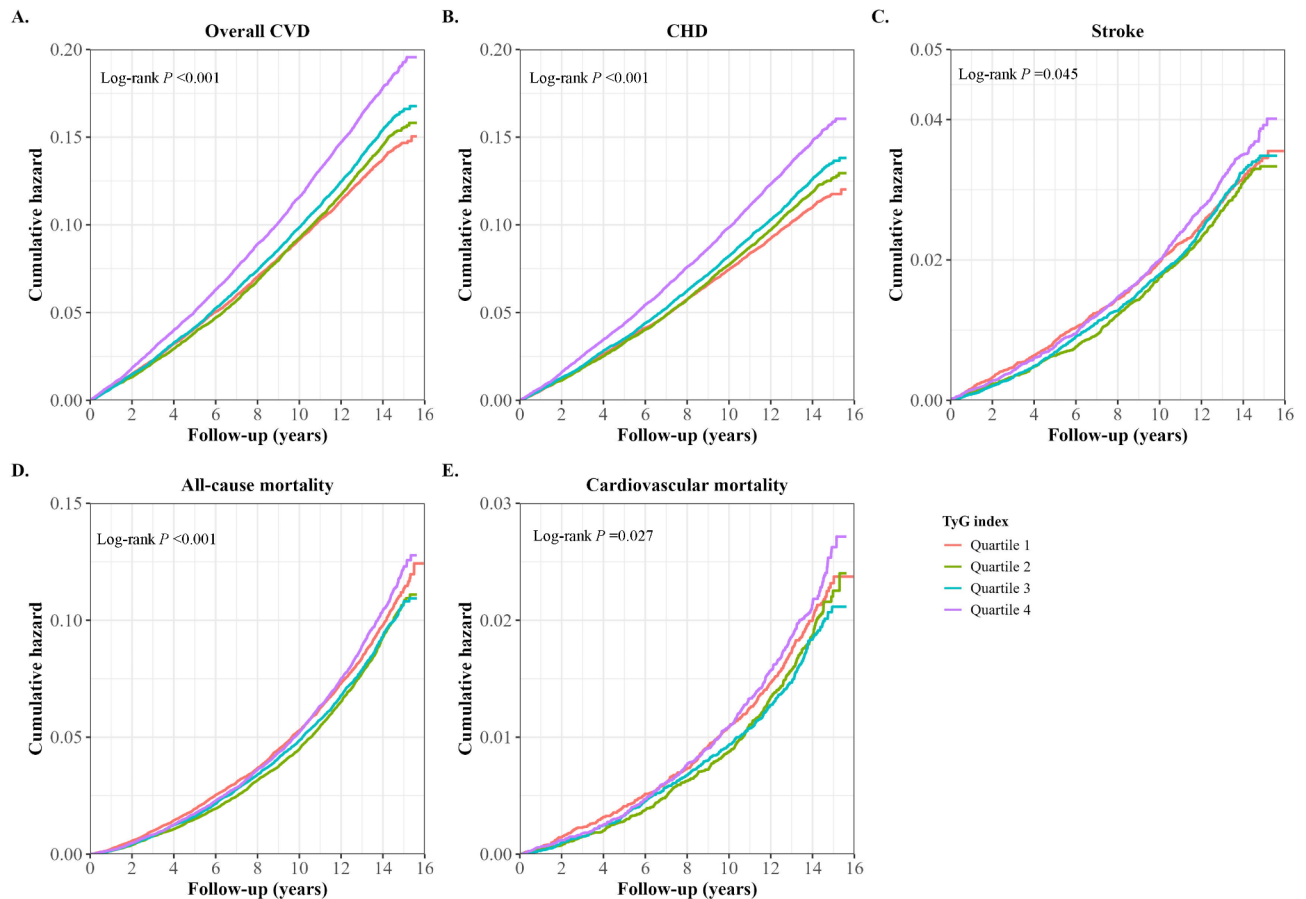 A.
Overall CVD
Log-rank P <0.001
Cumulative hazard
0.20
0.15
0.10
0.05
0.00
0 2 4 6 8 10 12 14 16
Follow-up (years)
B.
CHD
Log-rank P <0.001
Cumulative hazard
0.20
0.15
0.10
0.05
0.00
0 2 4 6 8 10 12 14 16
Follow-up (years)
C.
Stroke
Log-rank P =0.045
Cumulative hazard
0.05
0.04
0.02
0.00
0 2 4 6 8 10 12 14 16
Follow-up (years)
D.
All-cause mortality
Log-rank P <0.001
Cumulative hazard
0.15
0.10
0.05
0.00
0 2 4 6 8 10 12 14 16
Follow-up (years)
E.
Cardiovascular mortality
Log-rank P =0.027
Cumulative hazard
0.03
0.02
0.01
0.00
0 2 4 6 8 10 12 14 16
Follow-up (years)
TyG index
Quartile 1
Quartile 2
Quartile 3
Quartile 4